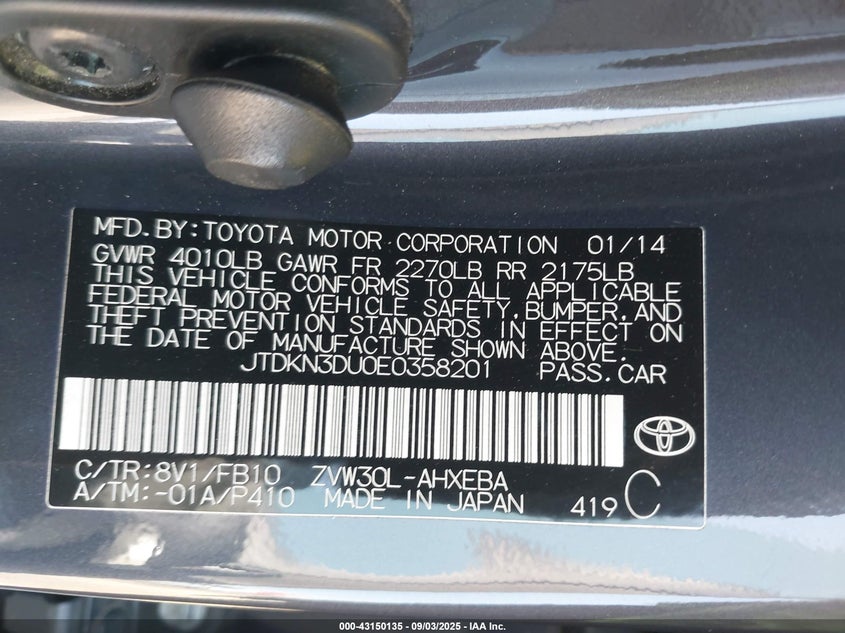 MFD.BY:TOYOTA MOTOR CORPORATION 01/14
GVWR 4010LB GAWR FR 2270LB RR 2175LB
THIS VEHICLE CONFORMS TO ALL APPLICABLE
FEDERAL MOTOR VEHICLE SAFETY,BUMPER,AND
THEFT PREVENTION STANDARDS IN EFFECT ON
THE DATE OF MANUFACTURE SHOWN ABOVE.
JTDKN3DU0E0358201 PASS.CAR
C/TR:8V1/FB10 ZVW30L-AHXEBA
A/TM:-01A/P410 MADE IN JAPAN 419 C
000-43150135 - 09/03/2025 - IAA Inc.